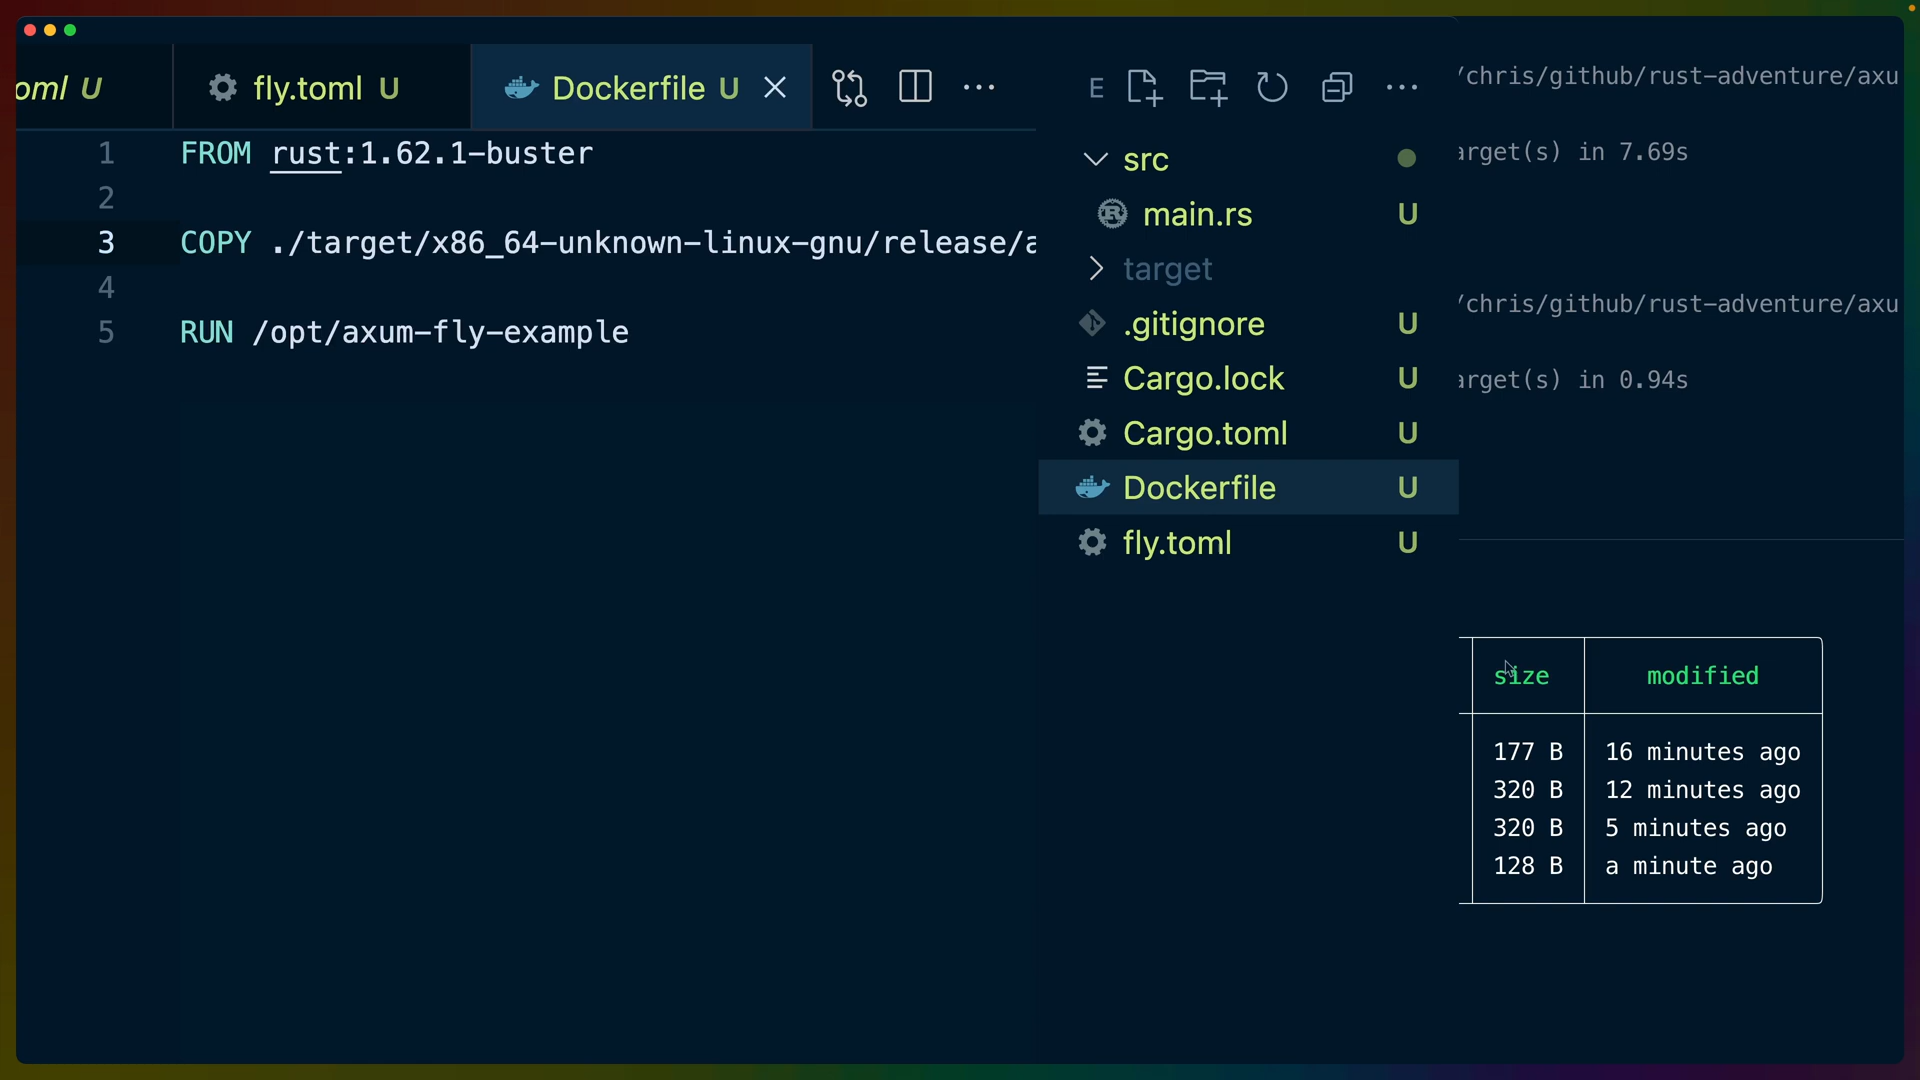 oml U
fly.toml U
Dockerfile U
1 FROM rust:1.62.1-buster
2
3 COPY ./target/x86_64-unknown-linux-gnu/release/a
4
5 RUN /opt/axum-fly-example
E
src
main.rs U
target
.gitignore U
Cargo.lock U
Cargo.toml U
Dockerfile U
fly.toml U
/chris/github/rust-adventure/axu
arget(s) in 7.69s
/chris/github/rust-adventure/axu
arget(s) in 0.94s
size modified
177 B 16 minutes ago
320 B 12 minutes ago
320 B 5 minutes ago
128 B a minute ago